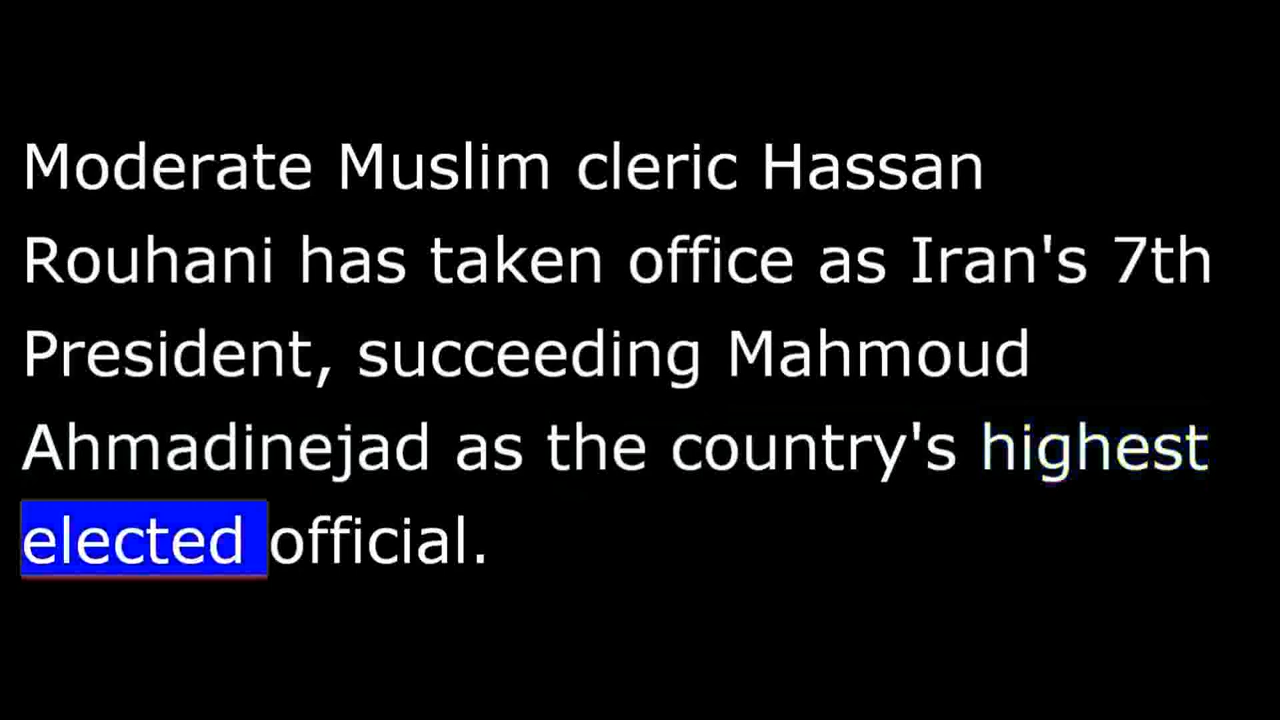 Moderate Muslim cleric Hassan
Rouhani has taken office as Iran's 7th
President, succeeding Mahmoud
Ahmadinejad as the country's highest
elected official.